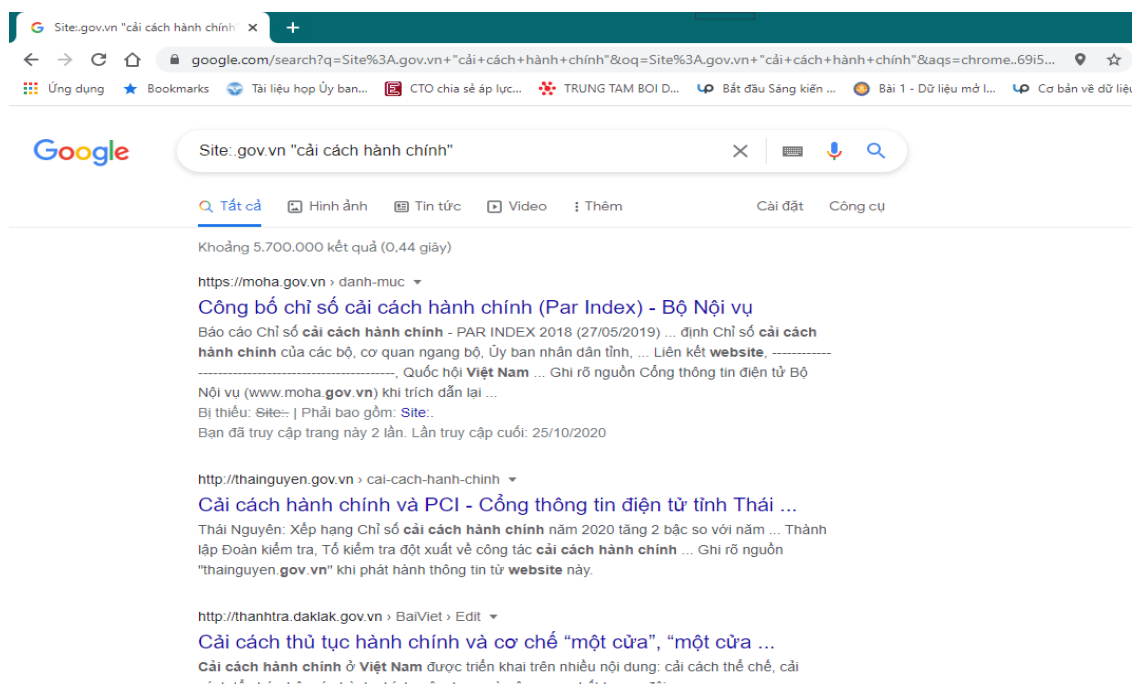 Site:.gov.vn "cải cách hành chính"
google.com/search?q=Site%3A.gov.vn+"cải+cách+hành+chính"&oq=Site%3A.gov.vn+"cải+cách+hành+chính"&aqs=chrome..69i5...
Ứng dụng Bookmarks Tài liệu họp Ủy ban... CTO chia sẻ áp lực... TRUNG TAM BOI D... Bắt đầu Sáng kiến ... Bài 1 - Dữ liệu mở l... Cơ bản về dữ liệu
Google Site:.gov.vn "cải cách hành chính"
Tất cả Hình ảnh Tin tức Video Thêm Cài đặt Công cụ
Khoảng 5.700.000 kết quả (0,44 giây)
https://moha.gov.vn › danh-muc
Công bố chỉ số cải cách hành chính (Par Index) - Bộ Nội vụ
Báo cáo Chỉ số cải cách hành chính - PAR INDEX 2018 (27/05/2019) ... định Chỉ số cải cách
hành chính của các bộ, cơ quan ngang bộ, Ủy ban nhân dân tỉnh, ... Liên kết website, ------------
----------------------------------------, Quốc hội Việt Nam ... Ghi rõ nguồn Cổng thông tin điện tử Bộ
Nội vụ (www.moha.gov.vn) khi trích dẫn lại ...
Bị thiếu: Site:. | Phải bao gồm: Site:.
Bạn đã truy cập trang này 2 lần. Lần truy cập cuối: 25/10/2020
http://thainguyen.gov.vn › cai-cach-hanh-chinh
Cải cách hành chính và PCI - Cổng thông tin điện tử tỉnh Thái ...
Thái Nguyên: Xếp hạng Chỉ số cải cách hành chính năm 2020 tăng 2 bậc so với năm ... Thành
lập Đoàn kiểm tra, Tổ kiểm tra đột xuất về công tác cải cách hành chính ... Ghi rõ nguồn
"thainguyen.gov.vn" khi phát hành thông tin từ website này.
http://thanhtra.daklak.gov.vn › BaiViet › Edit
Cải cách thủ tục hành chính và cơ chế “một cửa”, “một cửa ...
Cải cách hành chính ở Việt Nam được triển khai trên nhiều nội dung: cải cách thể chế, cải